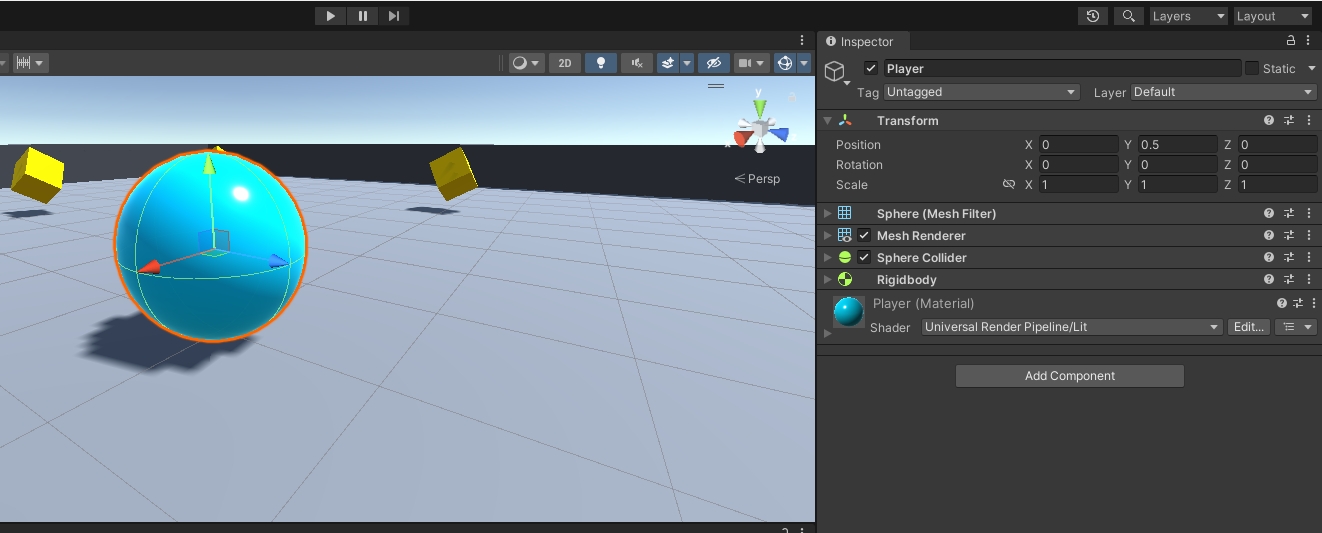 Layers
Layout
Inspector
2D
Player
Static
Tag Untagged Layer Default
y
x
Persp
Transform
Position X 0 Y 0.5 Z 0
Rotation X 0 Y 0 Z 0
Scale X 1 Y 1 Z 1
Sphere (Mesh Filter)
Mesh Renderer
Sphere Collider
Rigidbody
Player (Material)
Shader Universal Render Pipeline/Lit Edit...
Add Component